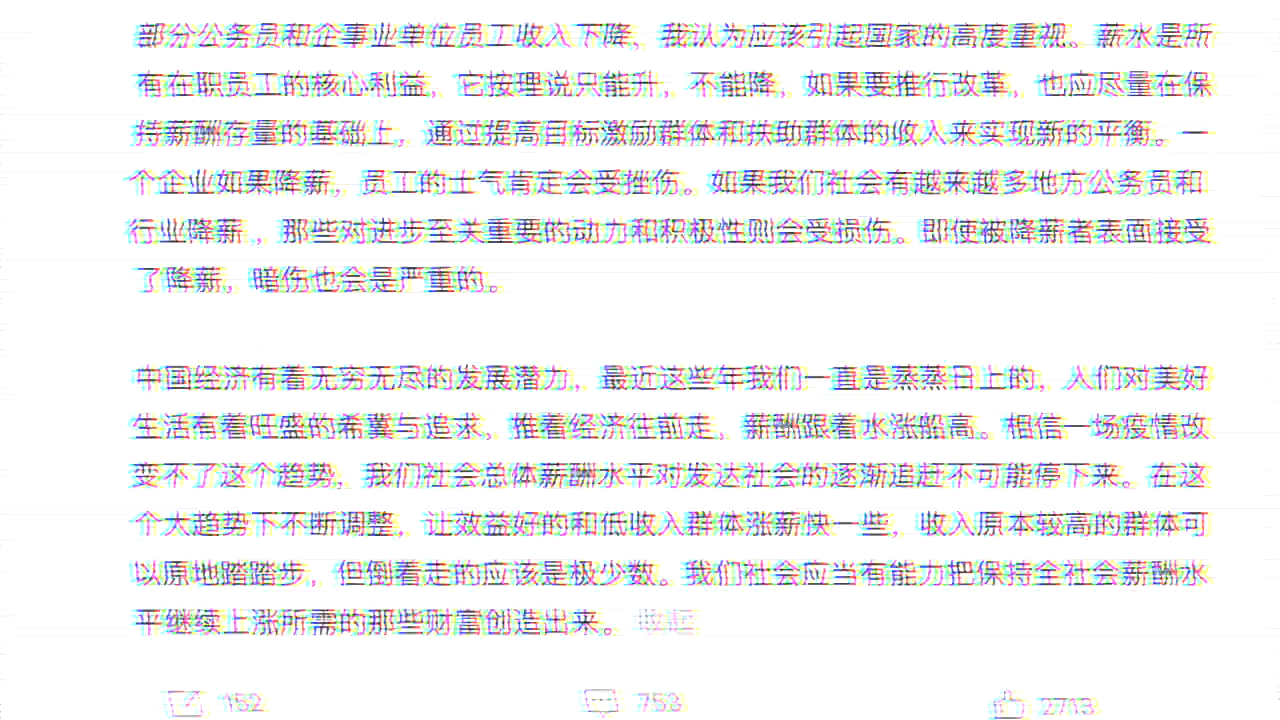 部分公务员和企事业单位员工收入下降，我认为应该引起国家的高度重视。薪水是所
有在职员工的核心利益，它按理说只能升，不能降，如果要推行改革，也应尽量在保
持薪酬存量的基础上，通过提高目标激励群体和扶助群体的收入来实现新的平衡。一
个企业如果降薪，员工的士气肯定会受挫伤。如果我们社会有越来越多地方公务员和
行业降薪，那些对进步至关重要的动力和积极性则会受损伤。即使被降薪者表面接受
了降薪，暗伤也会是严重的。
中国经济有着无穷无尽的发展潜力，最近这些年我们一直是蒸蒸日上的，人们对美好
生活有着旺盛的希冀与追求，推着经济往前走，薪酬跟着水涨船高。相信一场疫情改
变不了这个趋势，我们社会总体薪酬水平对发达社会的逐渐追赶不可能停下来。在这
个大趋势下不断调整，让效益好的和低收入群体涨薪快一些，收入原本较高的群体可
以原地踏踏步，但倒着走的应该是极少数。我们社会应当有能力把保持全社会薪酬水
平继续上涨所需的那些财富创造出来。收起
152 753 2713